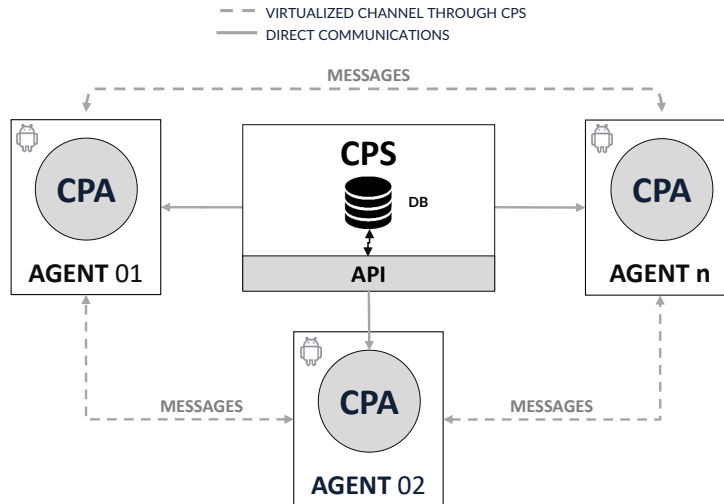 VIRTUALIZED CHANNEL THROUGH CPS
DIRECT COMMUNICATIONS
MESSAGES
CPA
AGENT 01
CPS
DB
API
CPA
AGENT n
MESSAGES
MESSAGES
CPA
AGENT 02